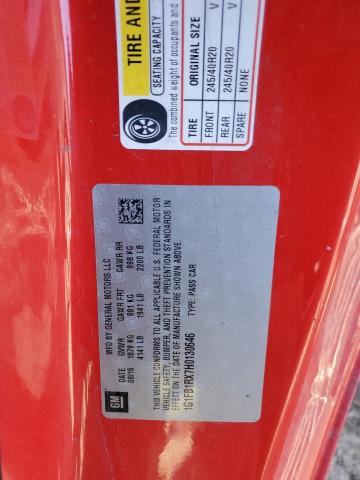 TIRE AND
SEATING CAPACITY
The combined weight of occupants and
TIRE ORIGINAL SIZE
FRONT 245/40R20 V
REAR 245/40R20 V
SPARE NONE
GM
MFD BY GENERAL MOTORS LLC
DATE GVWR GAWR FRT GAWR RR
08/16 1879 KG 881 KG 998 KG
4141 LB 1941 LB 2200 LB
THIS VEHICLE CONFORMS TO ALL APPLICABLE U.S. FEDERAL MOTOR
VEHICLE SAFETY, BUMPER, AND THEFT PREVENTION STANDARDS IN
EFFECT ON THE DATE OF MANUFACTURE SHOWN ABOVE.
1G1FB1RX7H0130646 TYPE: PASS CAR